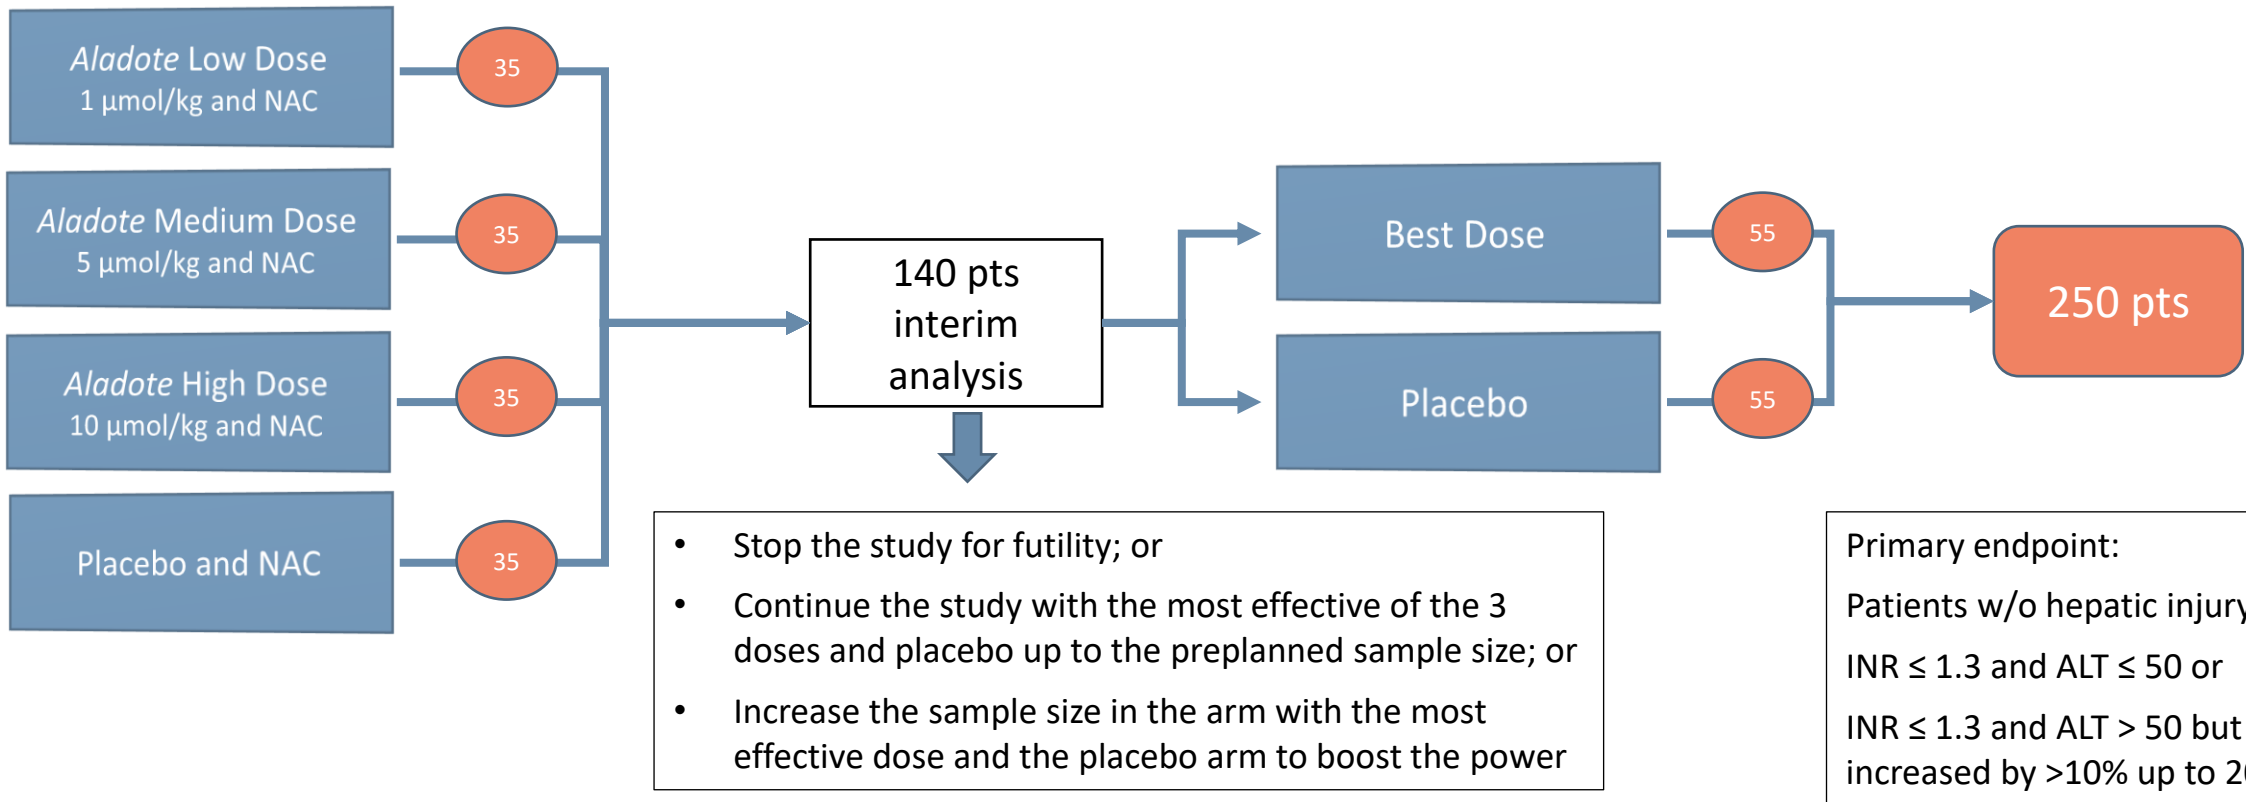 Aladote Low Dose
1 µmol/kg and NAC
35
Aladote Medium Dose
5 µmol/kg and NAC
35
Aladote High Dose
10 µmol/kg and NAC
35
Placebo and NAC
35
140 pts
interim
analysis
Best Dose
55
Placebo
55
250 pts
• Stop the study for futility; or
• Continue the study with the most effective of the 3
doses and placebo up to the preplanned sample size; or
• Increase the sample size in the arm with the most
effective dose and the placebo arm to boost the power
Primary endpoint:
Patients w/o hepatic injury
INR ≤ 1.3 and ALT ≤ 50 or
INR ≤ 1.3 and ALT > 50 but
increased by >10% up to